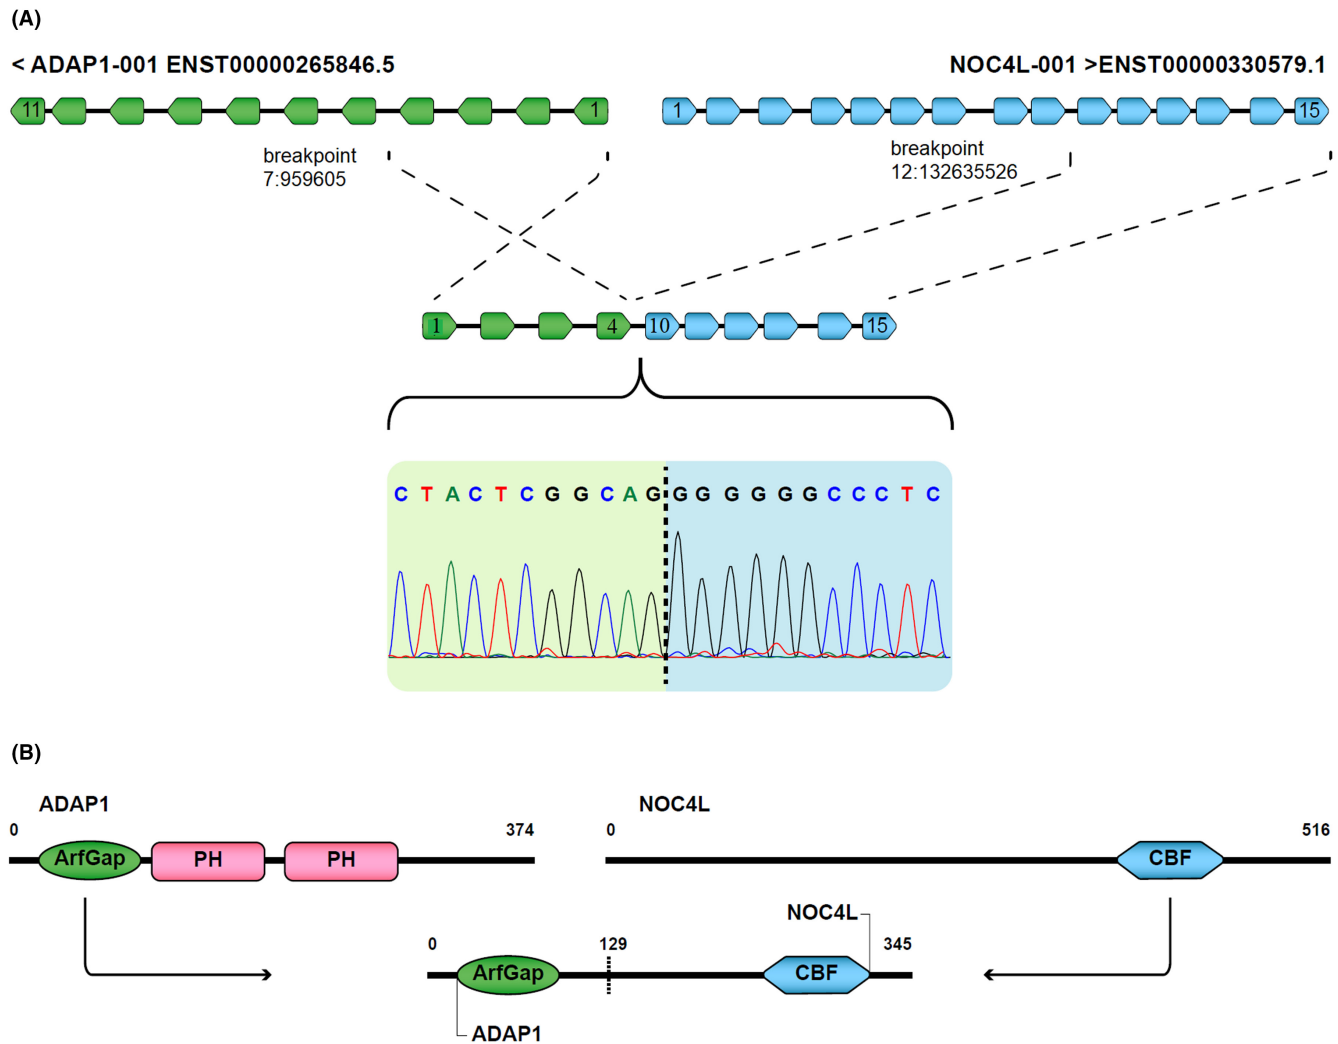 (A)
< ADAP1-001 ENST00000265846.5
NOC4L-001 >ENST00000330579.1
11 1 1 15
breakpoint
7:959605
breakpoint
12:132635526
1 4 10 15
C T A C T C G G C A G G G G G G G C C C T C
(B)
ADAP1
NOC4L
0 374 0 516
ArfGap PH PH CBF
NOC4L
0 129 345
ArfGap CBF
ADAP1